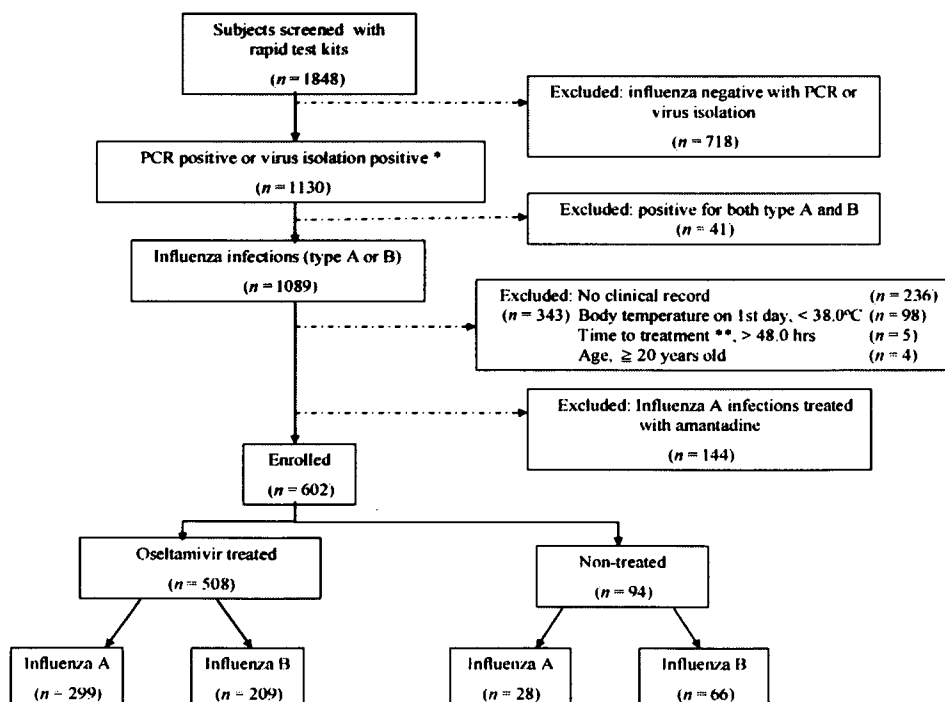 Subjects screened with
rapid test kits
(n = 1848)
Excluded: influenza negative with PCR or
virus isolation
(n = 718)
PCR positive or virus isolation positive *
(n = 1130)
Excluded: positive for both type A and B
(n = 41)
Influenza infections (type A or B)
(n = 1089)
Excluded: No clinical record (n = 236)
(n = 343) Body temperature on 1st day, < 38.0ºC (n = 98)
Time to treatment **, > 48.0 hrs (n = 5)
Age, ≧ 20 years old (n = 4)
Excluded: Influenza A infections treated
with amantadine
(n = 144)
Enrolled
(n = 602)
Oseltamivir treated
(n = 508)
Non-treated
(n = 94)
Influenza A
(n = 299)
Influenza B
(n = 209)
Influenza A
(n = 28)
Influenza B
(n = 66)